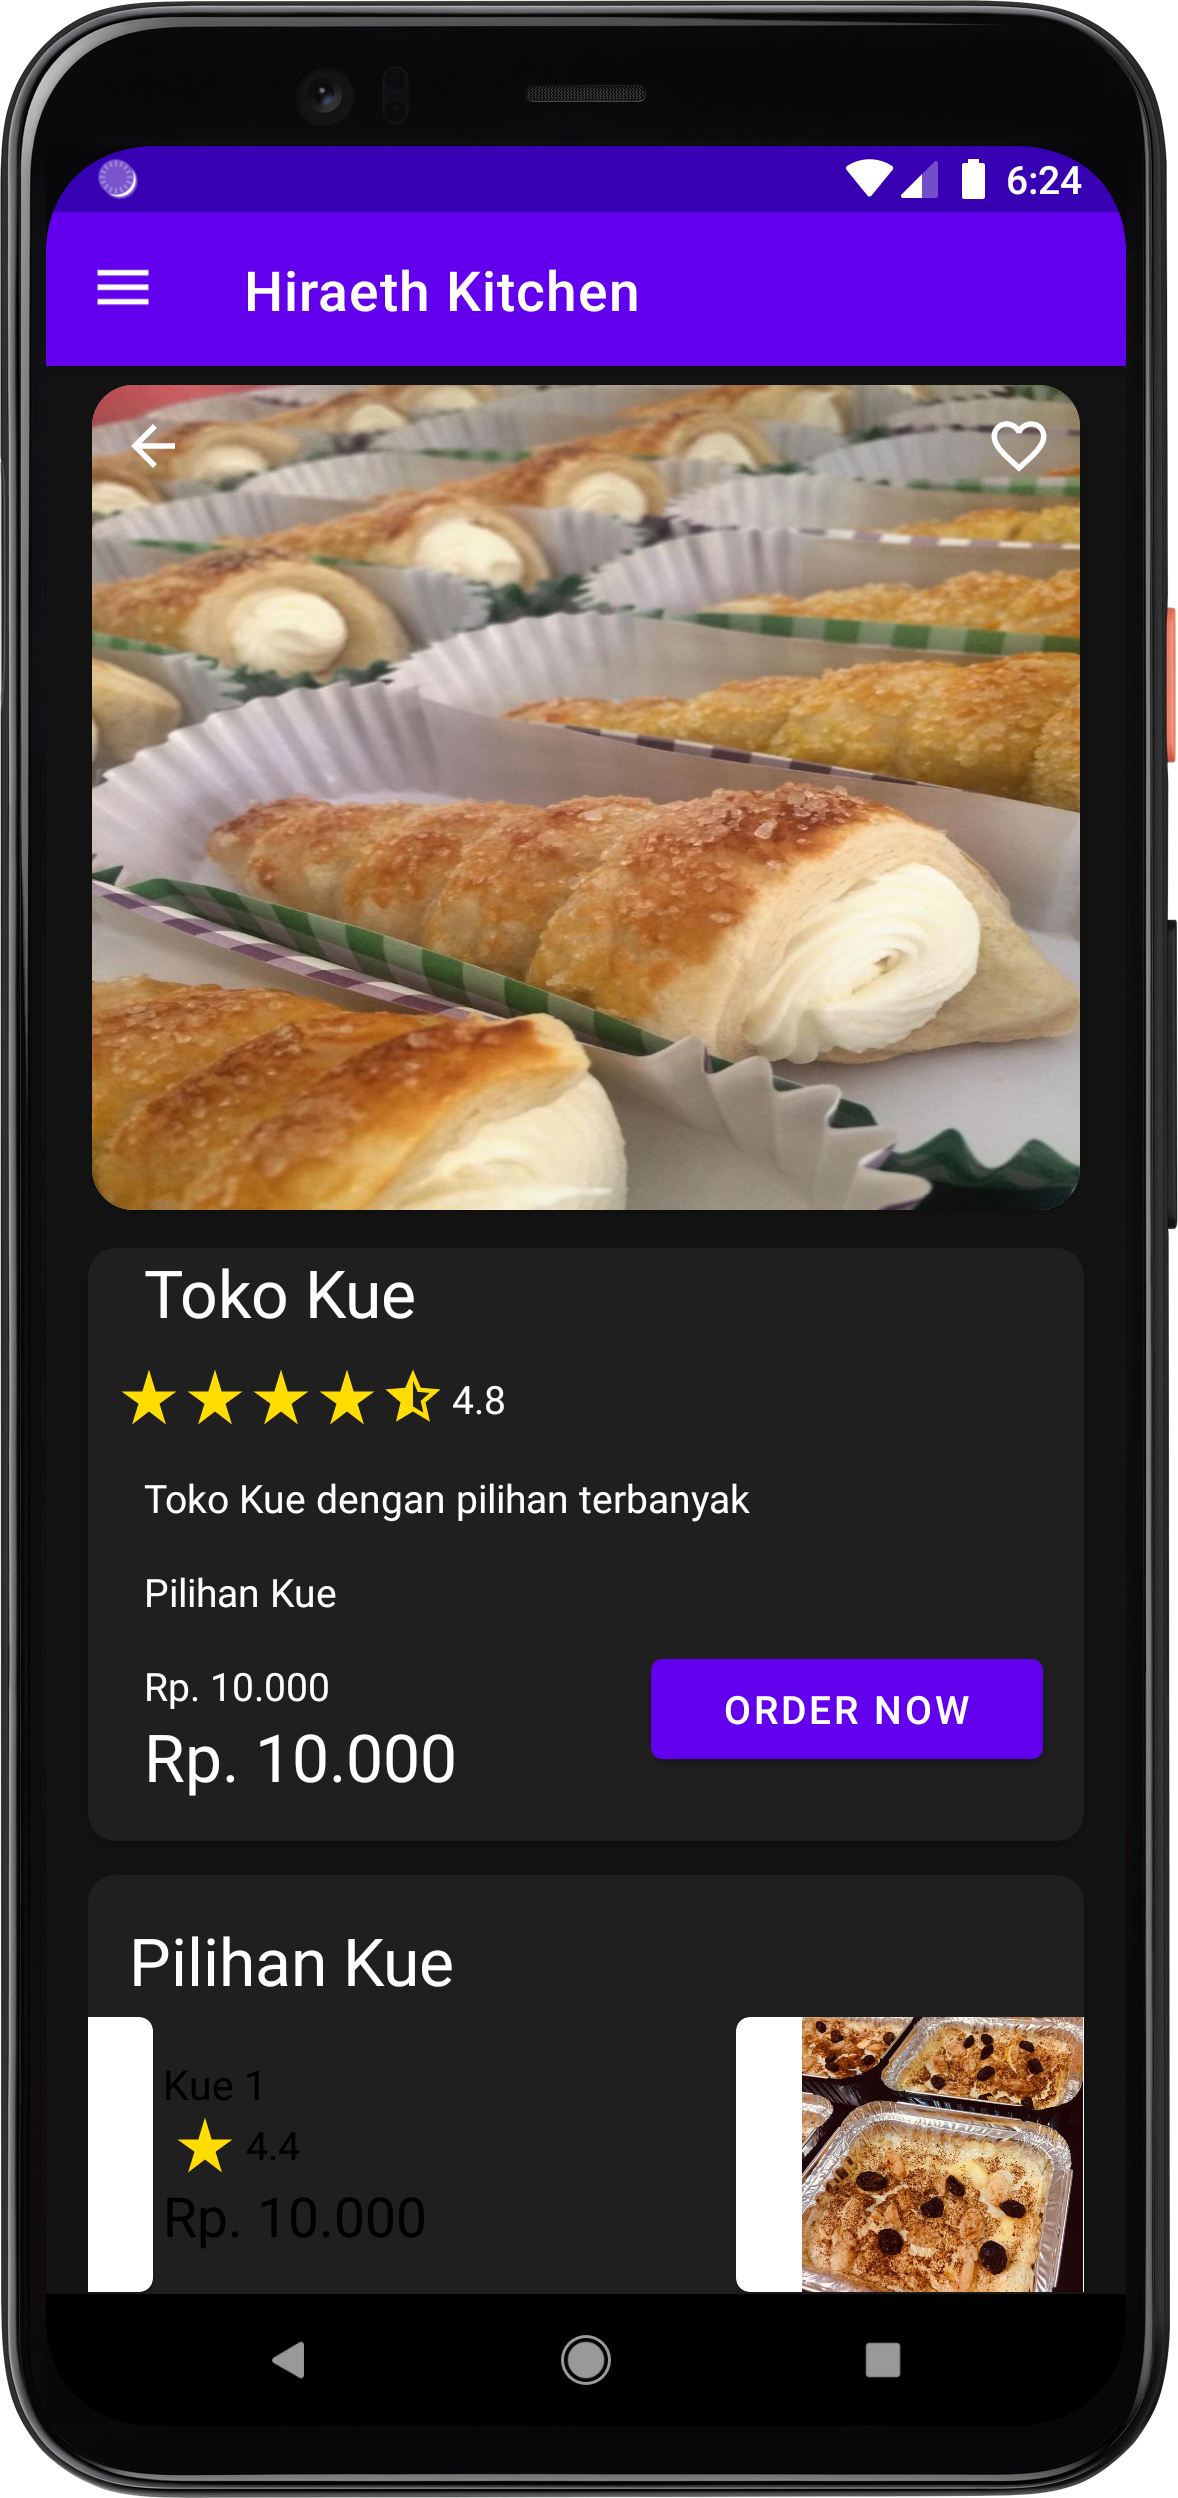 6:24
Hiraeth Kitchen
Toko Kue
4.8
Toko Kue dengan pilihan terbanyak
Pilihan Kue
Rp. 10.000
Rp. 10.000
ORDER NOW
Pilihan Kue
Kue 1
4.4
Rp. 10.000